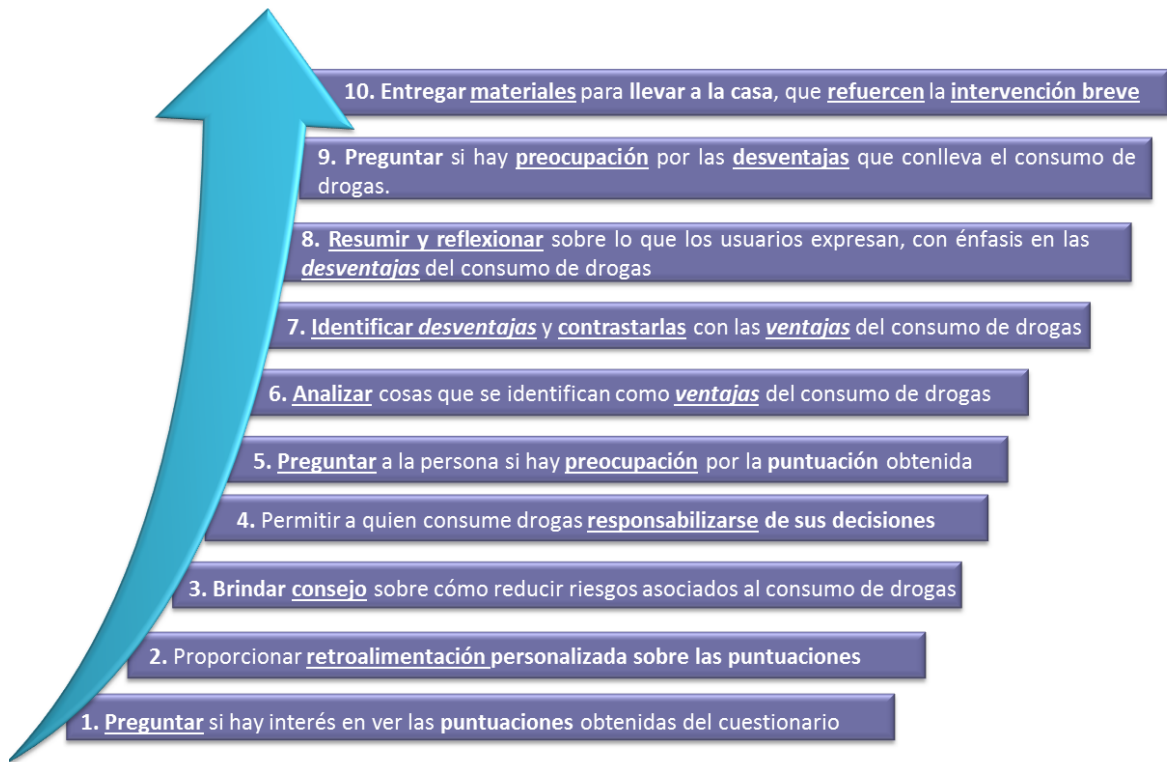 10. Entregar materiales para llevar a la casa, que refuercen la intervención breve
9. Preguntar si hay preocupación por las desventajas que conlleva el consumo de
drogas.
8. Resumir y reflexionar sobre lo que los usuarios expresan, con énfasis en las
desventajas del consumo de drogas
7. Identificar desventajas y contrastarlas con las ventajas del consumo de drogas
6. Analizar cosas que se identifican como ventajas del consumo de drogas
5. Preguntar a la persona si hay preocupación por la puntuación obtenida
4. Permitir a quien consume drogas responsabilizarse de sus decisiones
3. Brindar consejo sobre cómo reducir riesgos asociados al consumo de drogas
2. Proporcionar retroalimentación personalizada sobre las puntuaciones
1. Preguntar si hay interés en ver las puntuaciones obtenidas del cuestionario